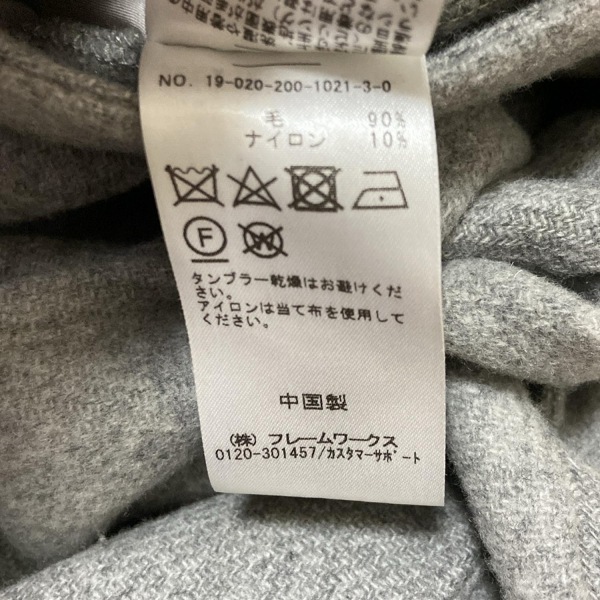 NO. 19-020-200-1021-3-0
毛 90%
ナイロン 10%
F
W
タンブラー乾燥はお避けくだ
さい。
アイロンは当て布を使用して
ください。
中国製
（株）フレームワークス
0120-301457/ｶｽﾀﾏｰｻﾎﾟｰﾄ